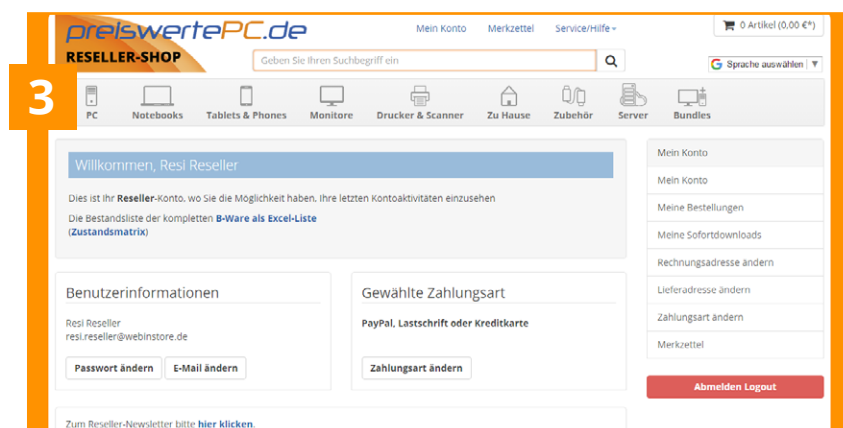 preiswertePC.de
RESELLER-SHOP
Mein Konto Merkzettel Service/Hilfe
0 Artikel (0,00 €*)
Geben Sie Ihren Suchbegriff ein
G Sprache auswählen
3
PC Notebooks Tablets & Phones Monitore Drucker & Scanner Zu Hause Zubehör Server Bundles
Willkommen, Resi Reseller
Dies ist Ihr Reseller-Konto, wo Sie die Möglichkeit haben, Ihre letzten Kontoaktivitäten einzusehen
Die Bestandsliste der kompletten B-Ware als Excel-Liste
(Zustandsmatrix)
Benutzerinformationen
Resi Reseller
resi.reseller@webinstore.de
Passwort ändern E-Mail ändern
Gewählte Zahlungsart
PayPal, Lastschrift oder Kreditkarte
Zahlungsart ändern
Zum Reseller-Newsletter bitte hier klicken.
Mein Konto
Mein Konto
Meine Bestellungen
Meine Sofortdownloads
Rechnungsadresse ändern
Lieferadresse ändern
Zahlungsart ändern
Merkzettel
Abmelden Logout